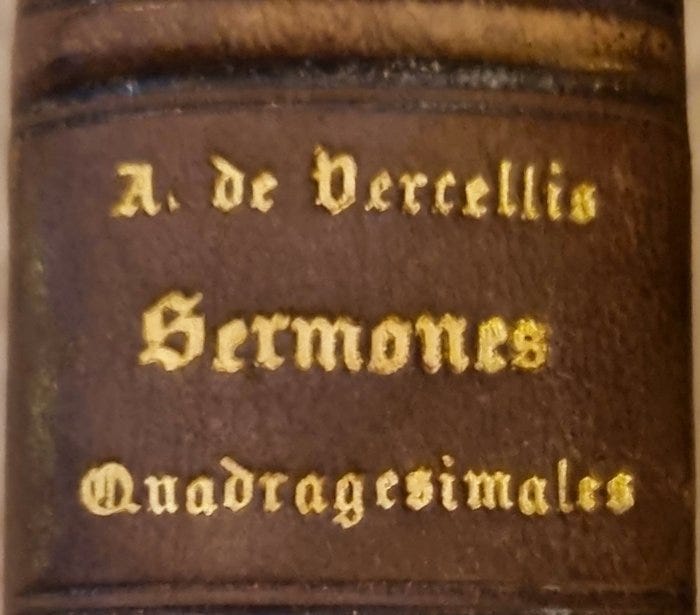 A. de Vercellis
Sermones
Quadragesimales